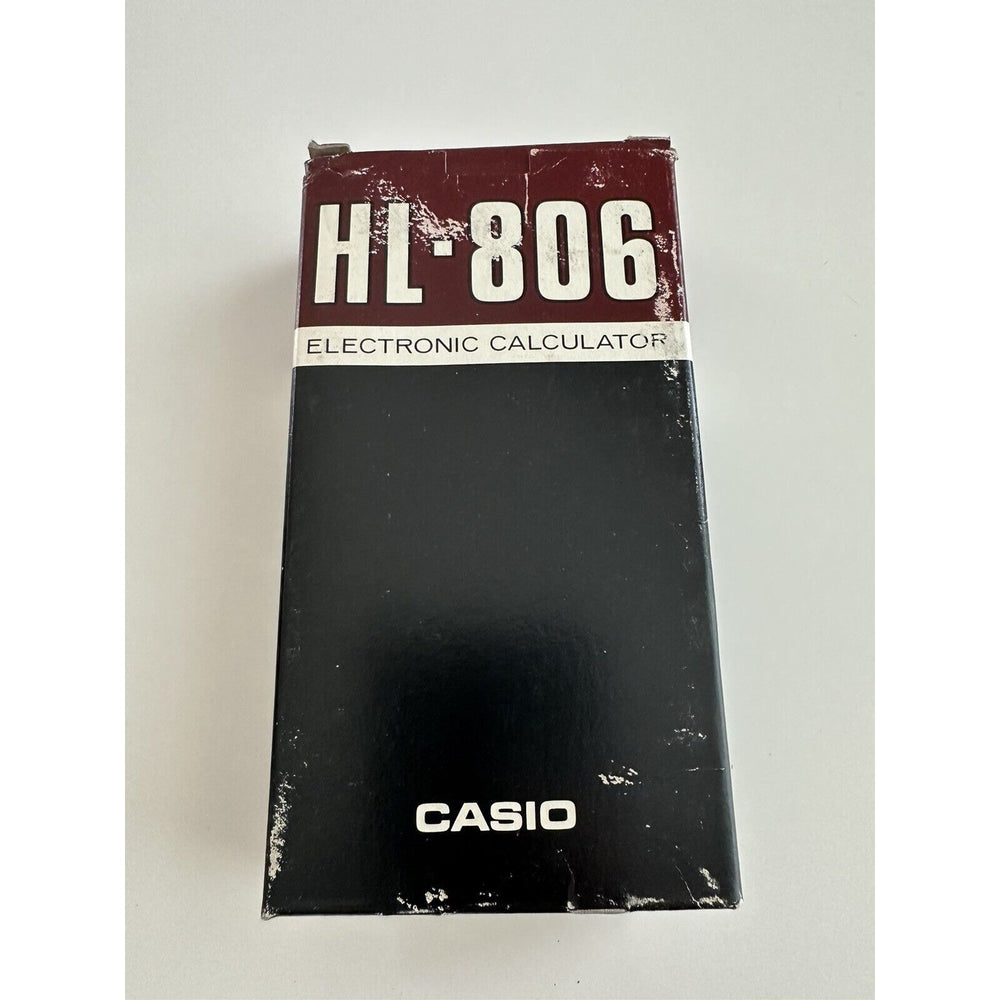 HL-806
ELECTRONIC CALCULATOR
CASIO